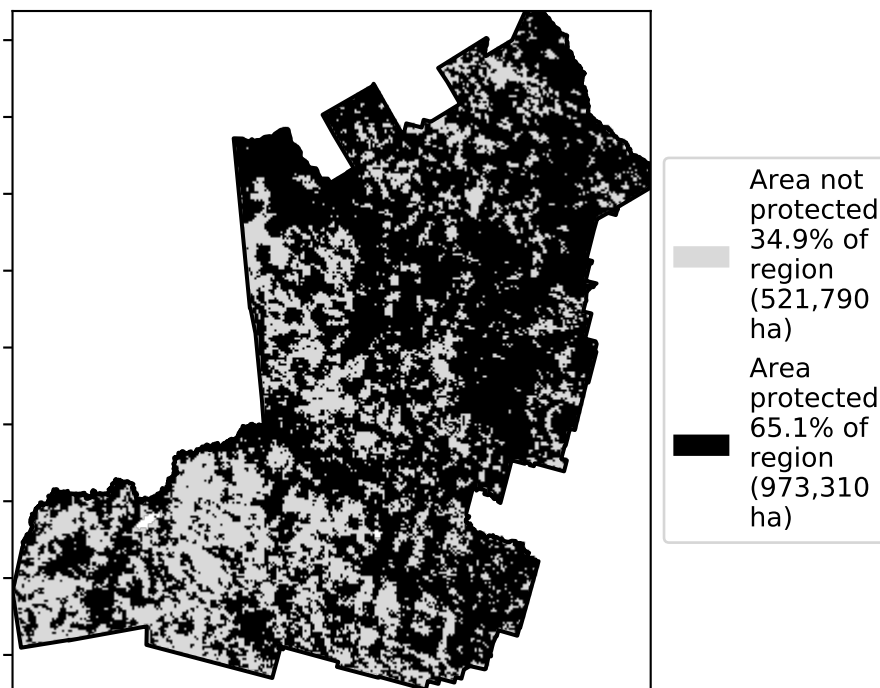 Area not
protected
34.9% of
region
(521,790
ha)
Area
protected
65.1% of
region
(973,310
ha)